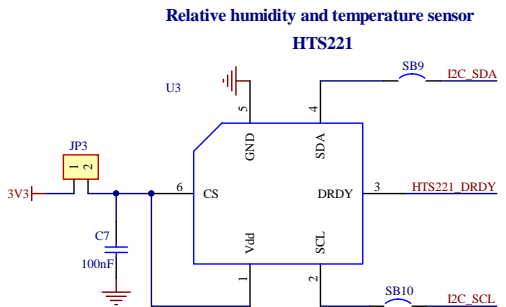 Relative humidity and temperature sensor
HTS221
SB9
I2C_SDA
U3
5
4
GND
SDA
JP3
1
2
3V3
6
CS
DRDY
3
HTS221_DRDY
C7
100nF
Vdd
SCL
1
2
SB10
I2C_SCL